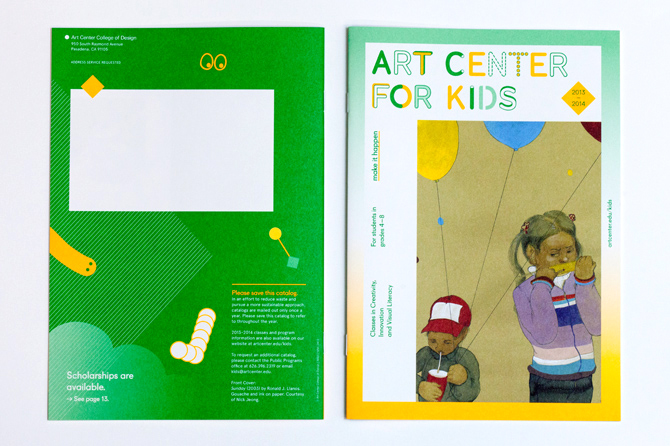 Art Center College of Design
950 South Raymond Avenue
Pasadena, CA 91105
ADDRESS SERVICE REQUESTED
Please save this catalog.
In an effort to reduce waste and
pursue a more sustainable approach,
catalogs are mailed out only once a
year. Please save this catalog to refer
to throughout the year.
2013–2014 classes and program
information are also available on our
website at artcenter.edu/kids.
To request an additional catalog,
please contact the Public Programs
office at 626.396.2319 or email
kids@artcenter.edu.
Front Cover:
Sunday (2002) by Ronald J. Llanos.
Gouache and ink on paper. Courtesy
of Nick Jeong.
Scholarships are
available.
→ See page 13.
ART CENTER
FOR KIDS
2013
–
2014
make it happen
For students in
grades 4–8
Classes in Creativity,
Innovation
and Visual Literacy
artcenter.edu/kids